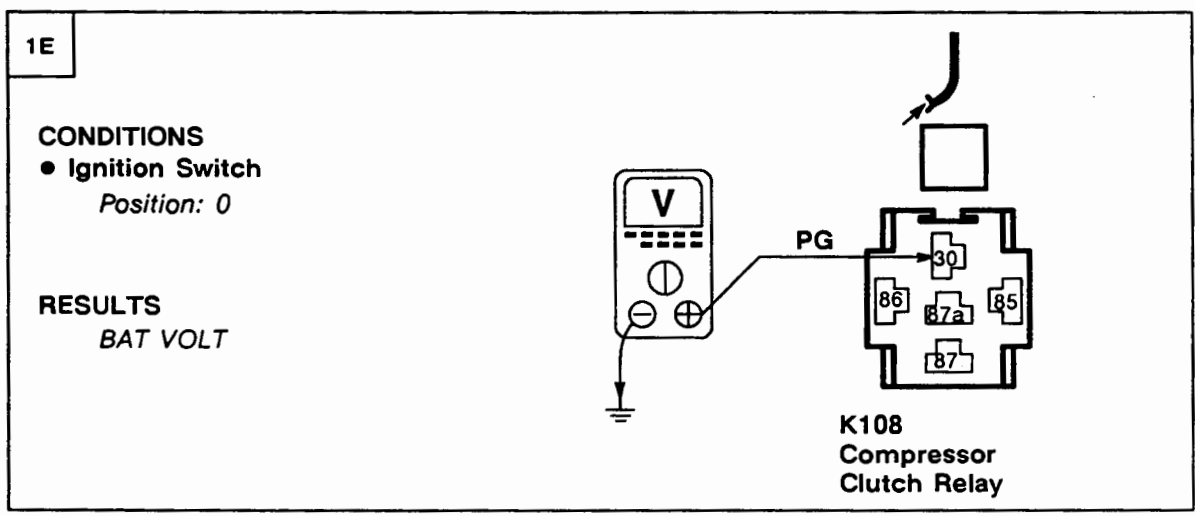 1E
CONDITIONS
● Ignition Switch
Position: 0
RESULTS
BAT VOLT
V
PG
30
86
87a
85
87
K108
Compressor
Clutch Relay